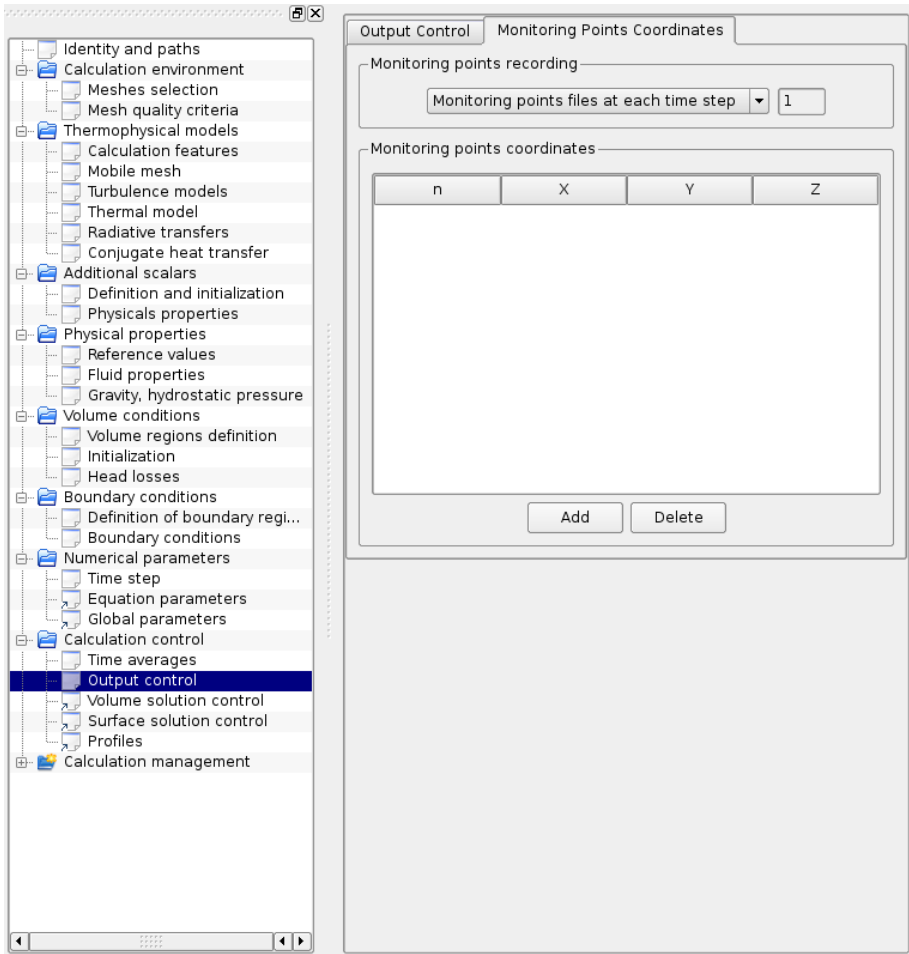 Identity and paths
Calculation environment
Meshes selection
Mesh quality criteria
Thermophysical models
Calculation features
Mobile mesh
Turbulence models
Thermal model
Radiative transfers
Conjugate heat transfer
Additional scalars
Definition and initialization
Physicals properties
Physical properties
Reference values
Fluid properties
Gravity, hydrostatic pressure
Volume conditions
Volume regions definition
Initialization
Head losses
Boundary conditions
Definition of boundary regi...
Boundary conditions
Numerical parameters
Time step
Equation parameters
Global parameters
Calculation control
Time averages
Output control
Volume solution control
Surface solution control
Profiles
Calculation management
Output Control Monitoring Points Coordinates
Monitoring points recording
Monitoring points files at each time step 1
Monitoring points coordinates
n X Y Z
Add Delete